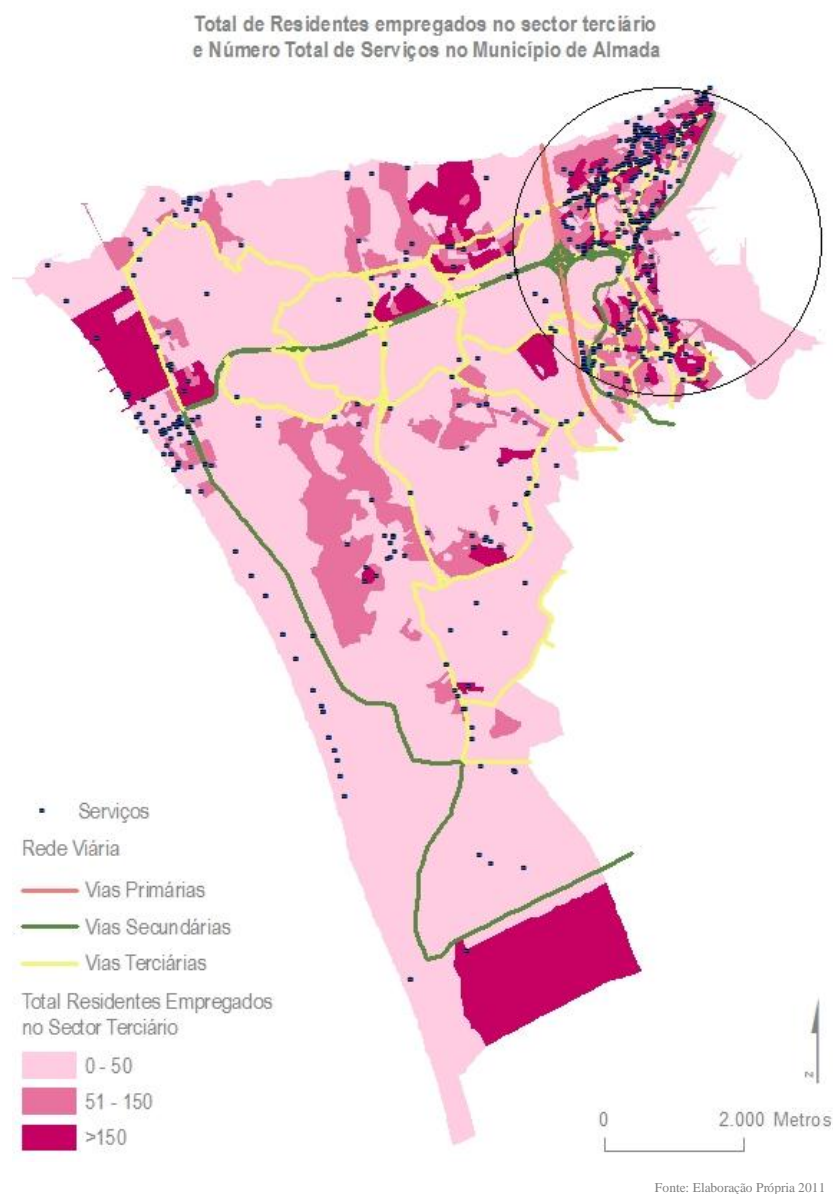 Total de Residentes empregados no sector terciário
e Número Total de Serviços no Município de Almada
Serviços
Rede Viária
Vias Primárias
Vias Secundárias
Vias Terciárias
Total Residentes Empregados
no Sector Terciário
0 - 50
51 - 150
>150
N
0 2.000 Metros
Fonte: Elaboração Própria 2011